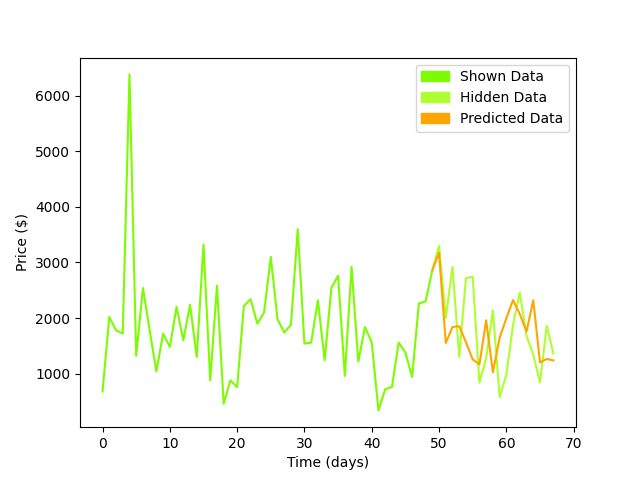 Shown Data
Hidden Data
Predicted Data
6000
5000
4000
3000
2000
1000
Price ($)
0 10 20 30 40 50 60 70
Time (days)